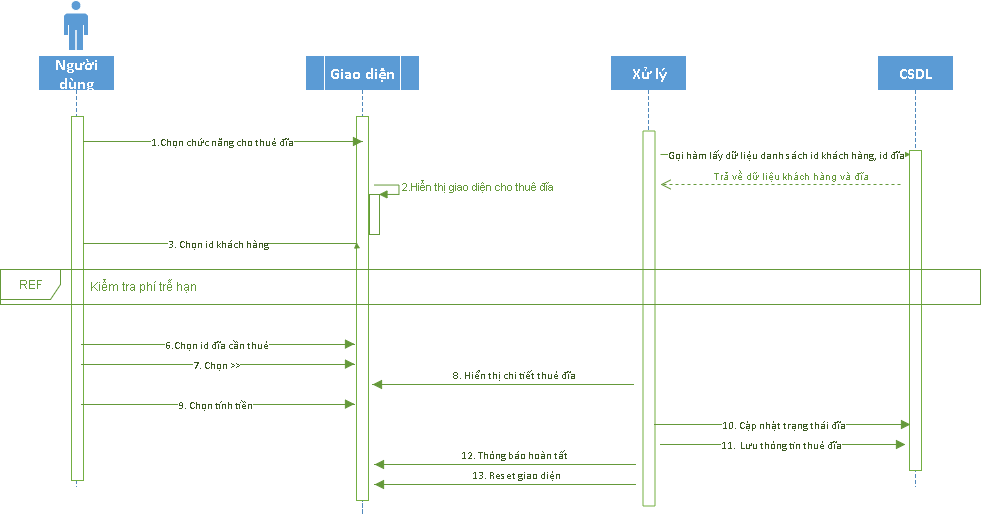 Người
dùng
Giao diện
Xử lý
CSDL
1.Chọn chức năng cho thuê đĩa
Gọi hàm lấy dữ liệu danh sách id khách hàng, id đĩa
Trả về dữ liệu khách hàng và đĩa
2.Hiển thị giao diện cho thuê đĩa
3. Chọn id khách hàng
REF
Kiểm tra phí trễ hạn
6.Chọn id đĩa cần thuê
7. Chọn >>
8. Hiển thị chi tiết thuê đĩa
9. Chọn tính tiền
10. Cập nhật trạng thái đĩa
11. Lưu thông tin thuê đĩa
12. Thông báo hoàn tất
13. Reset giao diện